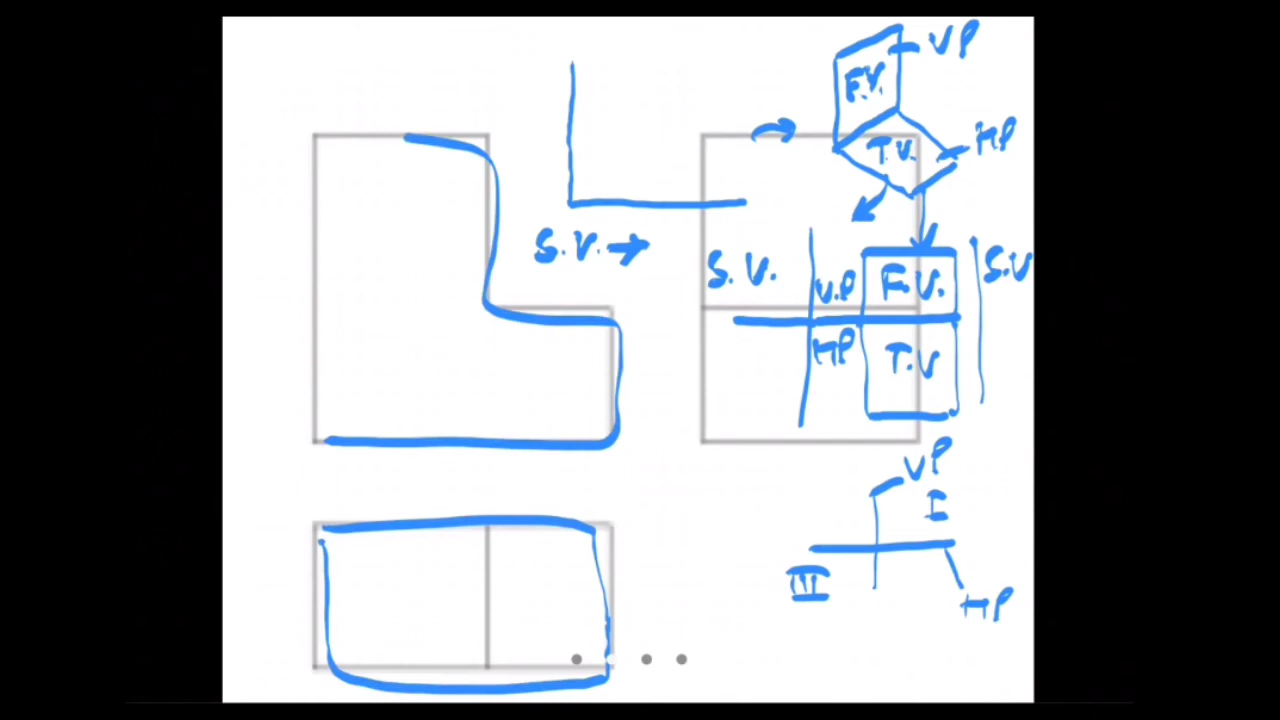 VP
F.V.
T.V.
HP
S.V. →
S.V.
V.P
F.V.
S.V
HP
T.V
VP
I
III
HP